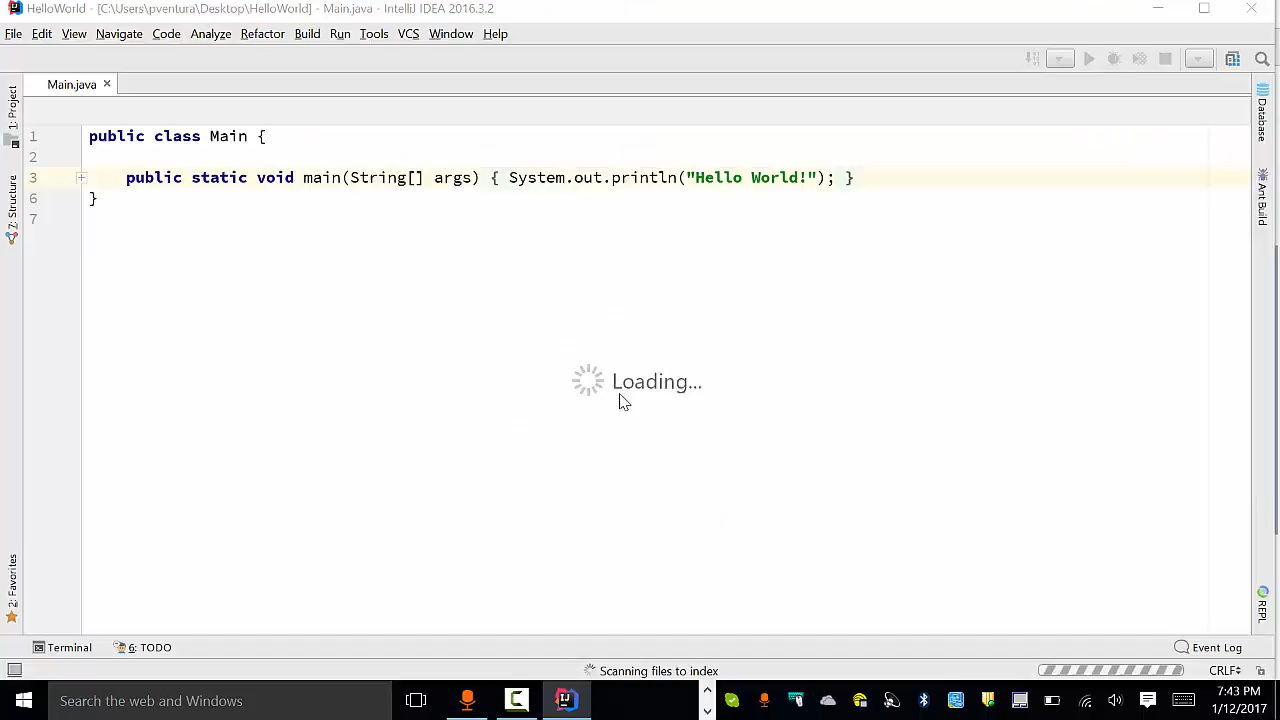 HelloWorld - [C:\Users\pventura\Desktop\HelloWorld] - Main.java - IntelliJ IDEA 2016.3.2
File Edit View Navigate Code Analyze Refactor Build Run Tools VCS Window Help
Main.java
1: Project
7: Structure
2: Favorites
1 public class Main {
2
3 public static void main(String[] args) { System.out.println("Hello World!"); }
6 }
7
Loading...
Database
Ant Build
REPL
Terminal 6: TODO Event Log
Scanning files to index CRLF
Search the web and Windows
7:43 PM
1/12/2017